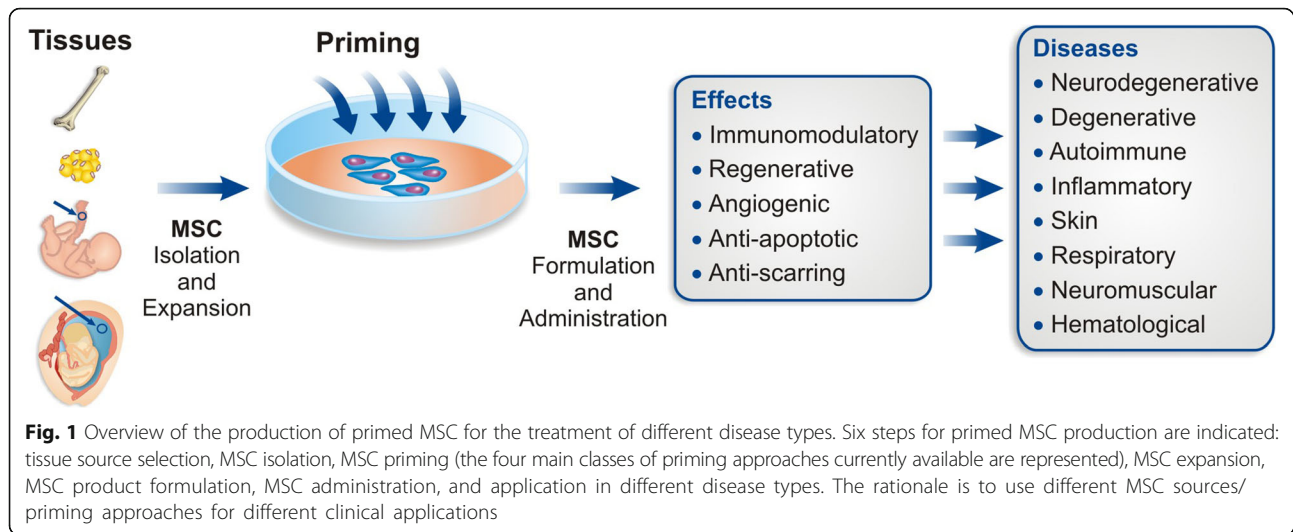 Tissues
Priming
MSC
Isolation
and
Expansion
MSC
Formulation
and
Administration
Effects
• Immunomodulatory
• Regenerative
• Angiogenic
• Anti-apoptotic
• Anti-scarring
Diseases
• Neurodegenerative
• Degenerative
• Autoimmune
• Inflammatory
• Skin
• Respiratory
• Neuromuscular
• Hematological
Fig. 1 Overview of the production of primed MSC for the treatment of different disease types. Six steps for primed MSC production are indicated:
tissue source selection, MSC isolation, MSC priming (the four main classes of priming approaches currently available are represented), MSC expansion,
MSC product formulation, MSC administration, and application in different disease types. The rationale is to use different MSC sources/
priming approaches for different clinical applications